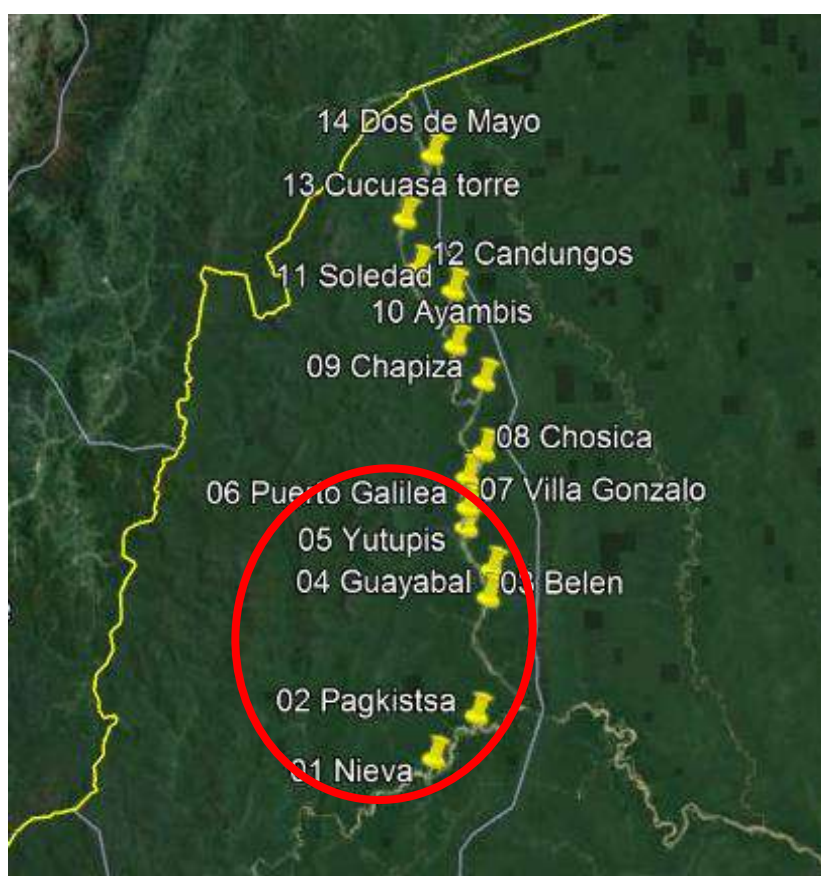 14 Dos de Mayo
13 Cucuasa torre
12 Candungos
11 Soledad
10 Ayambis
09 Chapiza
08 Chosica
06 Puerto Galilea
07 Villa Gonzalo
05 Yutupis
04 Guayabal
03 Belen
02 Pagkistsa
01 Nieva